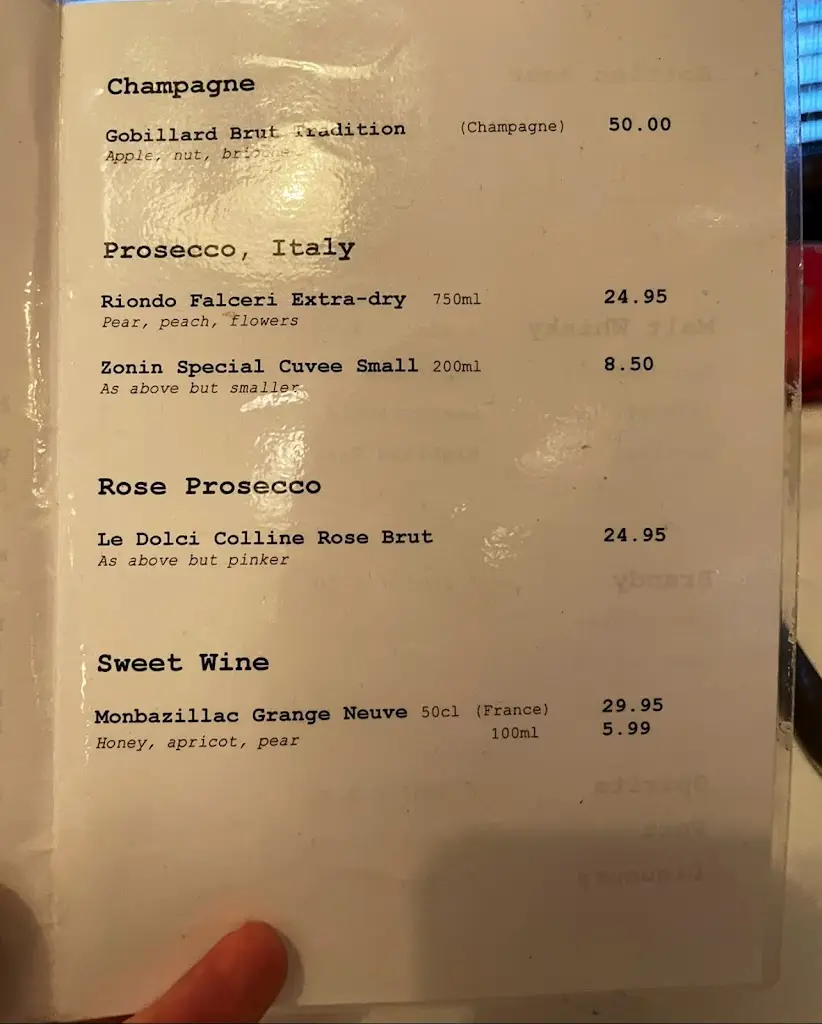 Champagne
Gobillard Brut Tradition (Champagne) 50.00
Apple, nut, brioche
Prosecco, Italy
Riondo Falceri Extra-dry 750ml 24.95
Pear, peach, flowers
Zonin Special Cuvee Small 200ml 8.50
As above but smaller
Rose Prosecco
Le Dolci Colline Rose Brut 24.95
As above but pinker
Sweet Wine
Monbazillac Grange Neuve 50cl (France) 29.95
Honey, apricot, pear 100ml 5.99